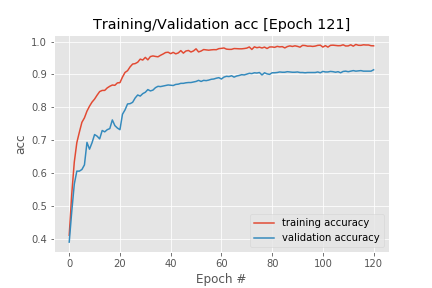 Training/Validation acc [Epoch 121]
1.0
0.9
0.8
0.7
0.6
0.5
0.4
acc
training accuracy
validation accuracy
0 20 40 60 80 100 120
Epoch #